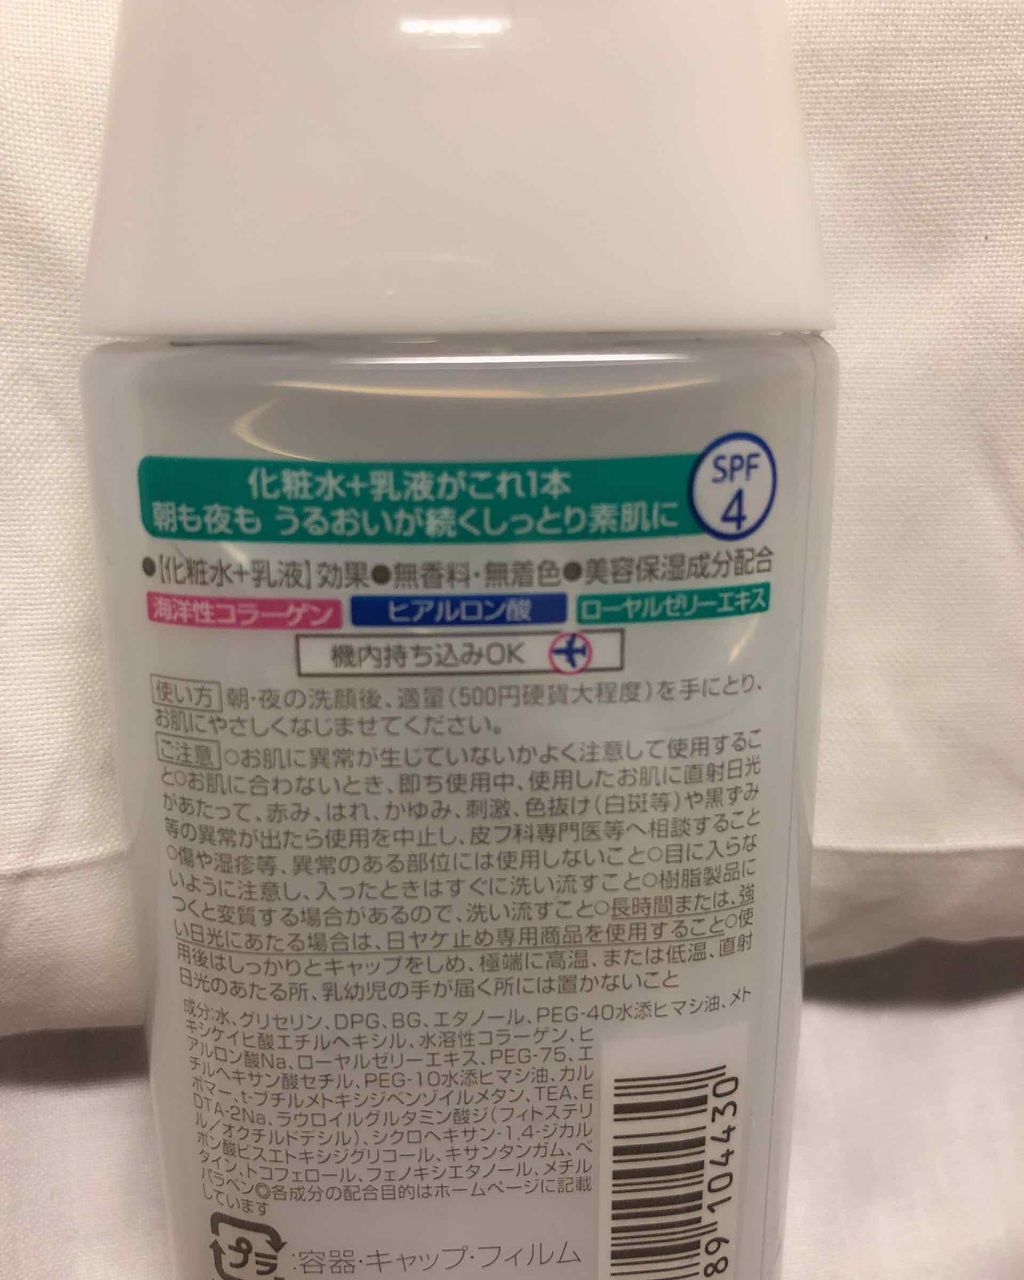 化粧水+乳液がこれ1本
朝も夜も うるおいが続くしっとり素肌に
SPF
4
●【化粧水+乳液】効果●無香料・無着色●美容保湿成分配合
海洋性コラーゲン ヒアルロン酸 ローヤルゼリーエキス
機内持ち込みOK
使い方 朝・夜の洗顔後、適量(500円硬貨大程度)を手にとり、
お肌にやさしくなじませてください。
ご注意 ○お肌に異常が生じていないかよく注意して使用するこ
と○お肌に合わないとき、即ち使用中、使用したお肌に直射日光
があたって、赤み、はれ、かゆみ、刺激、色抜け(白斑等)や黒ずみ
等の異常が出たら使用を中止し、皮フ科専門医等へ相談すること
○傷や湿疹等、異常のある部位には使用しないこと○目に入らな
いように注意し、入ったときはすぐに洗い流すこと○樹脂製品に
つくと変質する場合があるので、洗い流すこと○長時間または、強
い日光にあたる場合は、日ヤケ止め専用商品を使用すること○使
用後はしっかりとキャップをしめ、極端に高温、または低温、直射
日光のあたる所、乳幼児の手が届く所には置かないこと
成分:水、グリセリン、DPG、BG、エタノール、PEG-40水添ヒマシ油、メト
キシケイヒ酸エチルヘキシル、水溶性コラーゲン、ヒ
アルロン酸Na、ローヤルゼリーエキス、PEG-75、エ
チルヘキサン酸セチル、PEG-10水添ヒマシ油、カル
ボマー、t-ブチルメトキシジベンゾイルメタン、TEA、E
DTA-2Na、ラウロイルグルタミン酸ジ(フィトステリ
ル/オクチルドデシル)、シクロヘキサン-1,4-ジカル
ボン酸ビスエトキシジグリコール、キサンタンガム、ベ
タイン、トコフェロール、フェノキシエタノール、メチル
パラベン◎各成分の配合目的はホームページに記載
しています
プラ :容器・キャップ・フィルム
89 104430